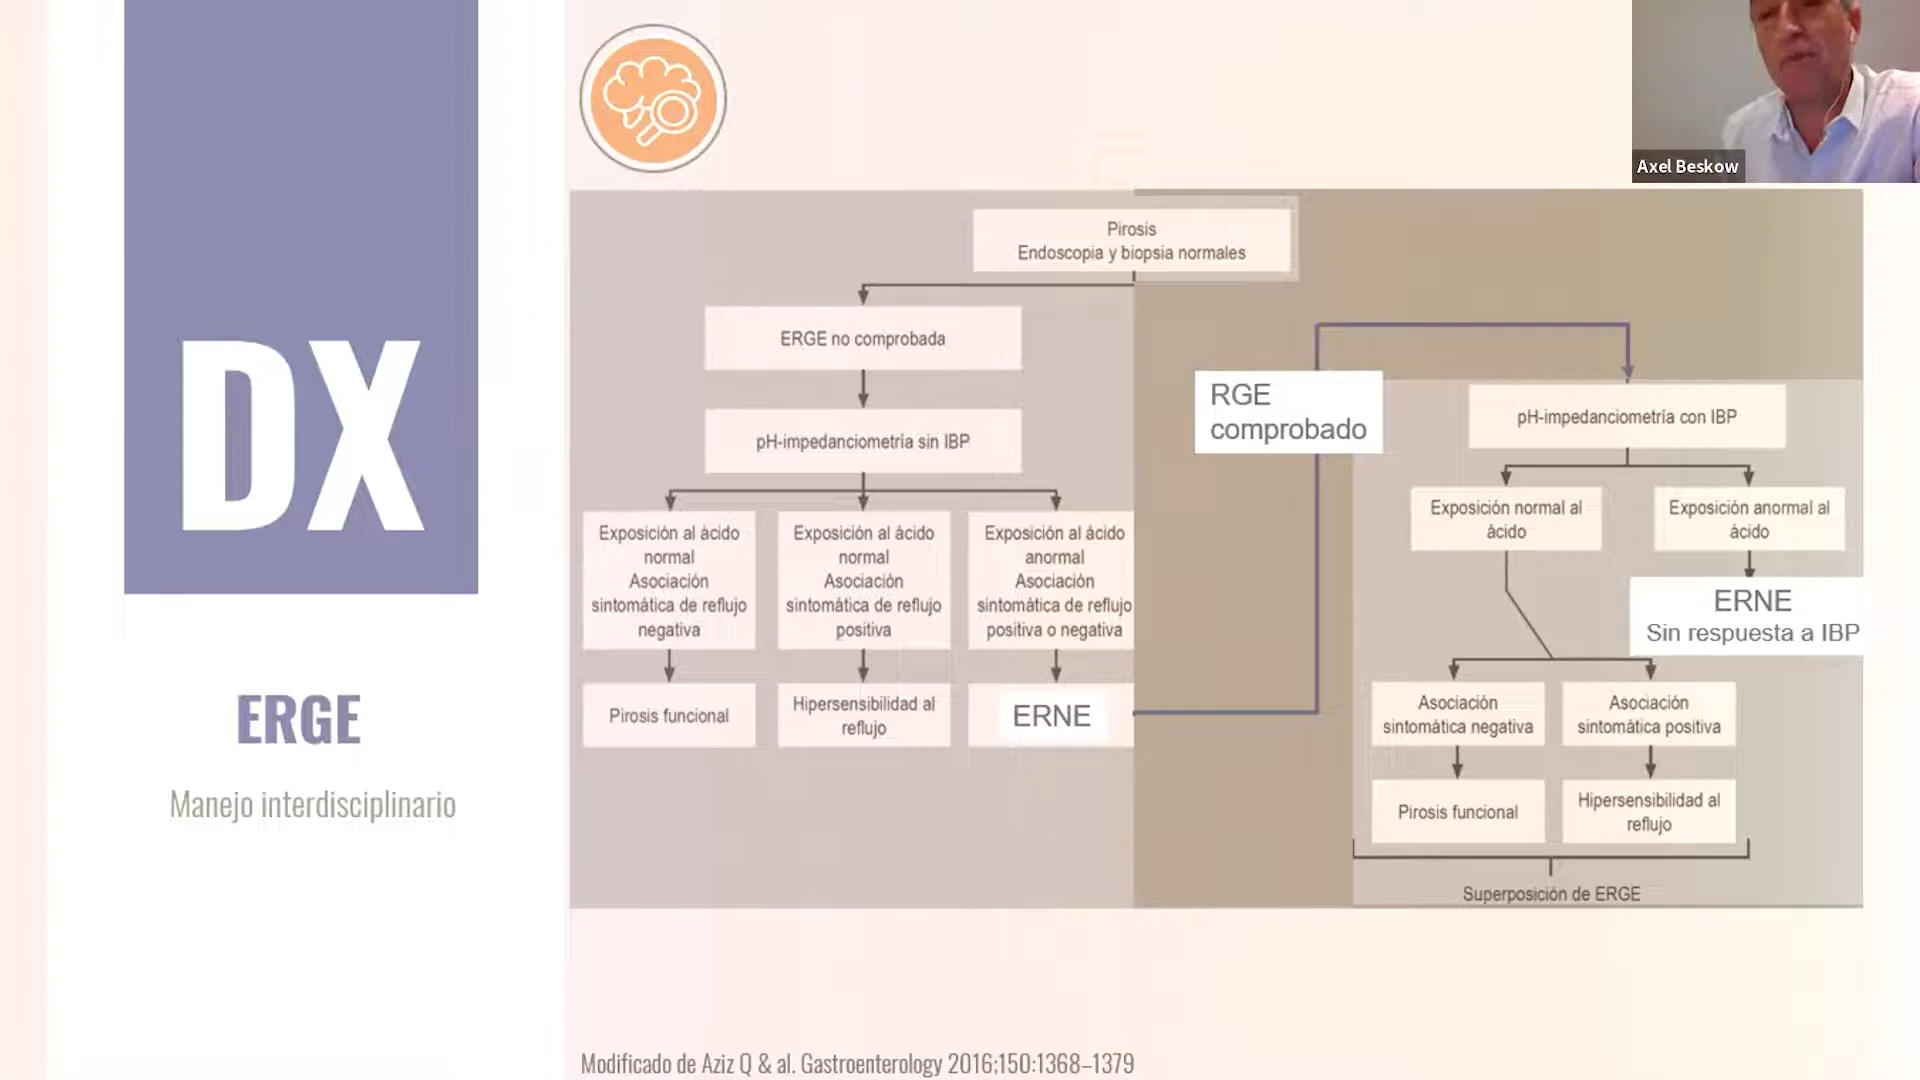 DX
ERGE
Manejo interdisciplinario
Axel Beskow
Pirosis
Endoscopia y biopsia normales
ERGE no comprobada
pH-impedanciometría sin IBP
Exposición al ácido
normal
Asociación
sintomática de reflujo
negativa
Exposición al ácido
normal
Asociación
sintomática de reflujo
positiva
Exposición al ácido
anormal
Asociación
sintomática de reflujo
positiva o negativa
Pirosis funcional
Hipersensibilidad al
reflujo
ERNE
RGE
comprobado
pH-impedanciometría con IBP
Exposición normal al
ácido
Exposición anormal al
ácido
ERNE
Sin respuesta a IBP
Asociación
sintomática negativa
Asociación
sintomática positiva
Pirosis funcional
Hipersensibilidad al
reflujo
Superposición de ERGE
Modificado de Aziz Q & al. Gastroenterology 2016;150:1368–1379